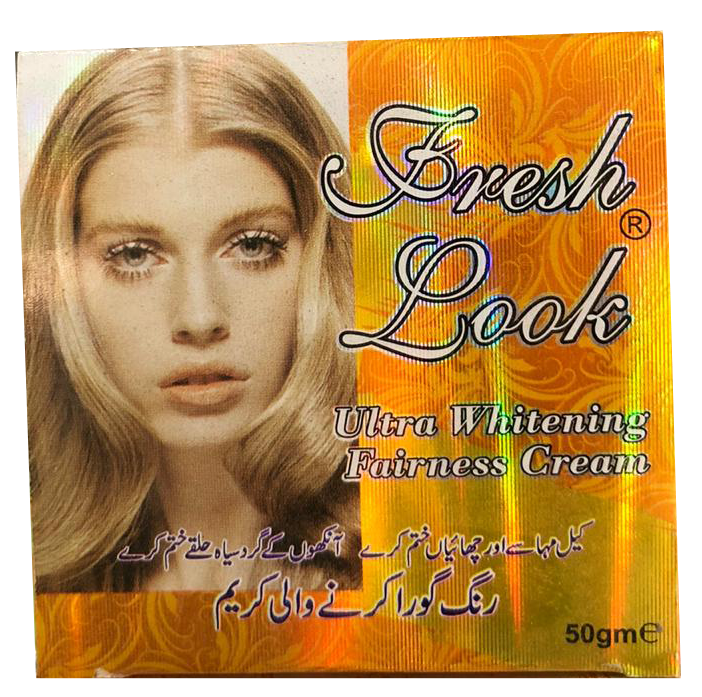 Fresh
Look®
Ultra Whitening
Fairness Cream
کیل مہاسے اور چھائیاں ختم کرے آنکھوں کے گرد سیاہ حلقے ختم کرے
رنگ گورا کرنے والی کریم
50gm℮